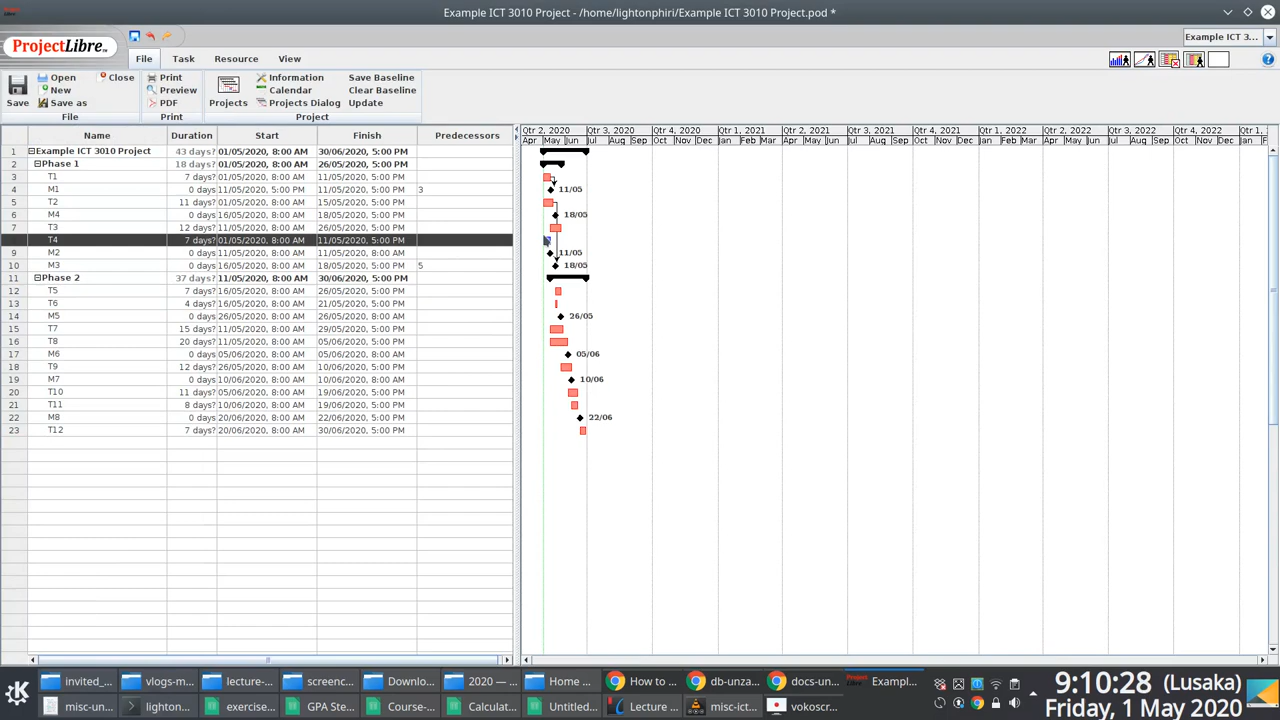 Example ICT 3010 Project - /home/lightonphiri/Example ICT 3010 Project.pod *
ProjectLibre™
Example ICT 3...
File Task Resource View
Save Open Close Print Projects Information Save Baseline
New Preview Calendar Clear Baseline
Save as PDF Projects Dialog Update
File Print Project
Name Duration Start Finish Predecessors
Qtr 2, 2020 Qtr 3, 2020 Qtr 4, 2020 Qtr 1, 2021 Qtr 2, 2021 Qtr 3, 2021 Qtr 4, 2021 Qtr 1, 2022 Qtr 2, 2022 Qtr 3, 2022 Qtr 4, 2022 Qtr 1,
Apr May Jun Jul Aug Sep Oct Nov Dec Jan Feb Mar Apr May Jun Jul Aug Sep Oct Nov Dec Jan Feb Mar Apr May Jun Jul Aug Sep Oct Nov Dec Jan
1 Example ICT 3010 Project 43 days? 01/05/2020, 8:00 AM 30/06/2020, 5:00 PM
2 Phase 1 18 days? 01/05/2020, 8:00 AM 26/05/2020, 5:00 PM
3 T1 7 days? 01/05/2020, 8:00 AM 11/05/2020, 5:00 PM
4 M1 0 days 11/05/2020, 5:00 PM 11/05/2020, 5:00 PM 3 11/05
5 T2 11 days? 01/05/2020, 8:00 AM 15/05/2020, 5:00 PM
6 M4 0 days 16/05/2020, 5:00 PM 18/05/2020, 5:00 PM 18/05
7 T3 12 days? 11/05/2020, 8:00 AM 26/05/2020, 5:00 PM
T4 7 days? 01/05/2020, 8:00 AM 11/05/2020, 5:00 PM
9 M2 0 days 11/05/2020, 8:00 AM 11/05/2020, 8:00 AM 11/05
10 M3 0 days 16/05/2020, 8:00 AM 18/05/2020, 5:00 PM 5 18/05
11 Phase 2 37 days? 11/05/2020, 8:00 AM 30/06/2020, 5:00 PM
12 T5 7 days? 16/05/2020, 8:00 AM 26/05/2020, 5:00 PM
13 T6 4 days? 16/05/2020, 8:00 AM 21/05/2020, 5:00 PM
14 M5 0 days 26/05/2020, 8:00 AM 26/05/2020, 8:00 AM 26/05
15 T7 15 days? 11/05/2020, 8:00 AM 29/05/2020, 5:00 PM
16 T8 20 days? 11/05/2020, 8:00 AM 05/06/2020, 5:00 PM
17 M6 0 days 05/06/2020, 8:00 AM 05/06/2020, 8:00 AM 05/06
18 T9 12 days? 26/05/2020, 8:00 AM 10/06/2020, 5:00 PM
19 M7 0 days 10/06/2020, 8:00 AM 10/06/2020, 8:00 AM 10/06
20 T10 11 days? 05/06/2020, 8:00 AM 19/06/2020, 5:00 PM
21 T11 8 days? 10/06/2020, 8:00 AM 19/06/2020, 5:00 PM
22 M8 0 days 20/06/2020, 8:00 AM 22/06/2020, 5:00 PM 22/06
23 T12 7 days? 20/06/2020, 8:00 AM 30/06/2020, 5:00 PM
invited_... vlogs-m... lecture-... screenc... Downlo... 2020 —... Home ... How to ... db-unza... docs-un... Exampl...
misc-un... lighton... exercise... GPA Ste... Course-... Calculat... Untitled... Lecture ... misc-ict... vokoscr...
9:10:28 (Lusaka)
Friday, 1 May 2020